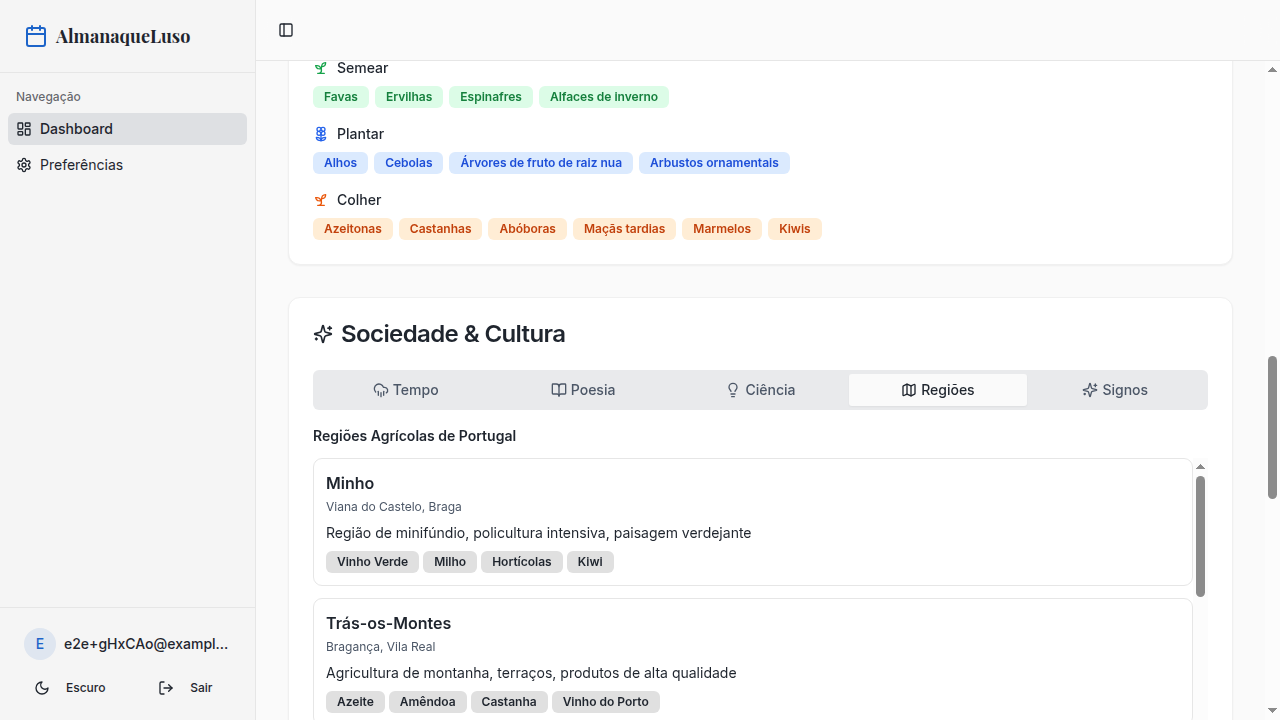 AlmanaqueLuso
Navegação
Dashboard
Preferências
e2e+gHxCAo@exampl...
E
Escuro
Sair
Semear
Favas Ervilhas Espinafres Alfaces de inverno
Plantar
Alhos Cebolas Árvores de fruto de raiz nua Arbustos ornamentais
Colher
Azeitonas Castanhas Abóboras Maçãs tardias Marmelos Kiwis
Sociedade & Cultura
Tempo Poesia Ciência Regiões Signos
Regiões Agrícolas de Portugal
Minho
Viana do Castelo, Braga
Região de minifúndio, policultura intensiva, paisagem verdejante
Vinho Verde Milho Hortícolas Kiwi
Trás-os-Montes
Bragança, Vila Real
Agricultura de montanha, terraços, produtos de alta qualidade
Azeite Amêndoa Castanha Vinho do Porto